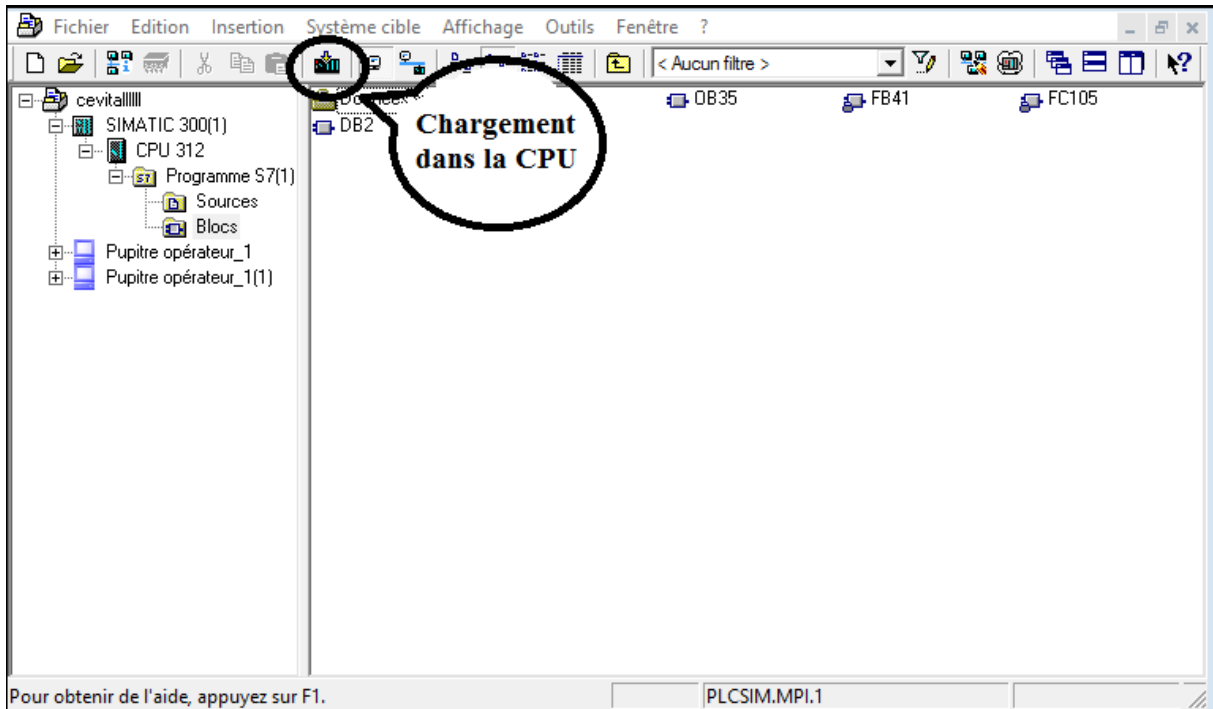 Fichier Edition Insertion Système cible Affichage Outils Fenêtre ?
< Aucun filtre >
cevitallllll
SIMATIC 300(1)
CPU 312
Programme S7(1)
Sources
Blocs
Pupitre opérateur_1
Pupitre opérateur_1(1)
OB35 FB41 FC105
DB2
Chargement
dans la CPU
Pour obtenir de l'aide, appuyez sur F1. PLCSIM.MPI.1